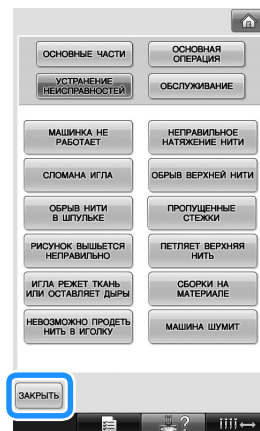 ОСНОВНЫЕ ЧАСТИ
ОСНОВНАЯ
ОПЕРАЦИЯ
УСТРАНЕНИЕ
НЕИСПРАВНОСТЕЙ
ОБСЛУЖИВАНИЕ
МАШИНКА НЕ
РАБОТАЕТ
НЕПРАВИЛЬНОЕ
НАТЯЖЕНИЕ НИТИ
СЛОМАНА ИГЛА
ОБРЫВ ВЕРХНЕЙ НИТИ
ОБРЫВ НИТИ
В ШПУЛЬКЕ
ПРОПУЩЕННЫЕ
СТЕЖКИ
РИСУНОК ВЫШЬЕТСЯ
НЕПРАВИЛЬНО
ПЕТЛЯЕТ ВЕРХНЯЯ
НИТЬ
ИГЛА РЕЖЕТ ТКАНЬ
ИЛИ ОСТАВЛЯЕТ ДЫРЫ
СБОРКИ НА
МАТЕРИАЛЕ
НЕВОЗМОЖНО ПРОДЕТЬ
НИТЬ В ИГОЛКУ
МАШИНА ШУМИТ
ЗАКРЫТЬ
?